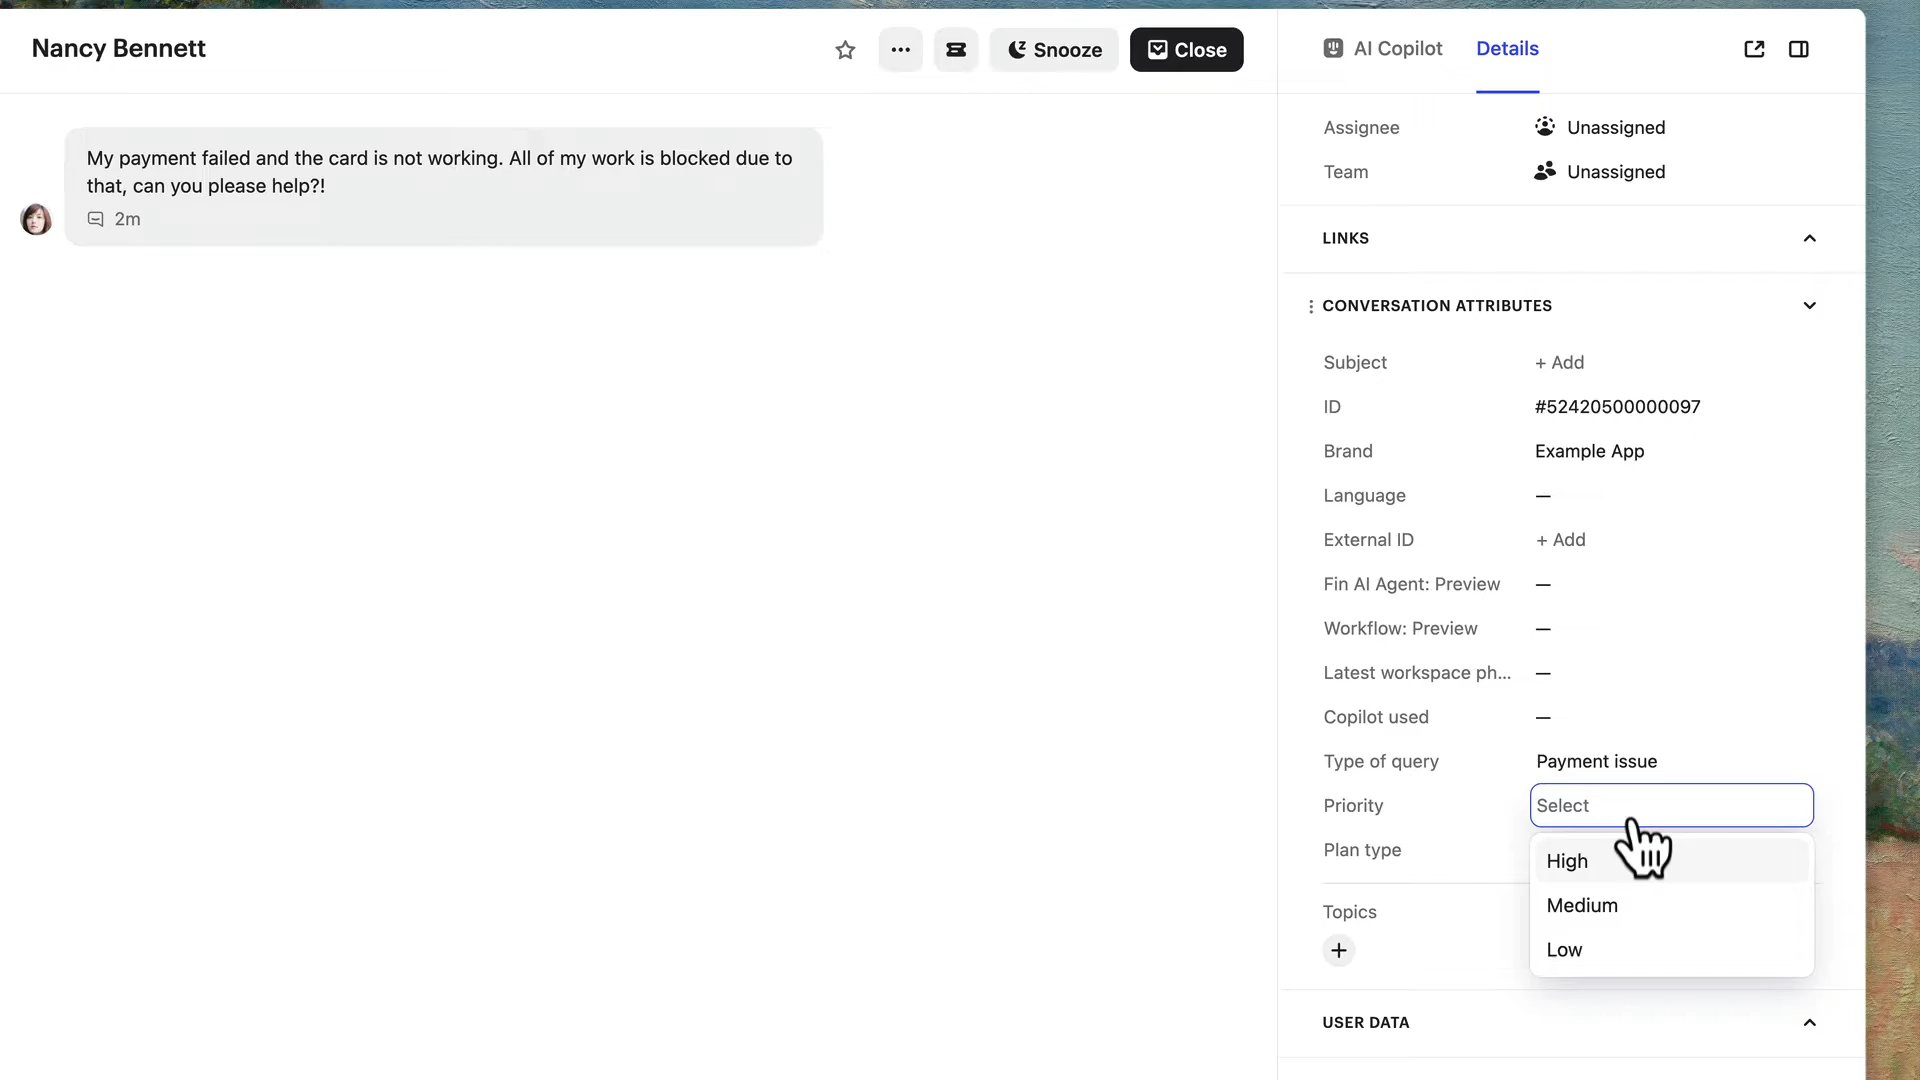 Nancy Bennett
Snooze
Close
My payment failed and the card is not working. All of my work is blocked due to
that, can you please help?!
2m
AI Copilot
Details
Assignee
Unassigned
Team
Unassigned
LINKS
CONVERSATION ATTRIBUTES
Subject
+ Add
ID
#52420500000097
Brand
Example App
Language
—
External ID
+ Add
Fin AI Agent: Preview
—
Workflow: Preview
—
Latest workspace ph...
—
Copilot used
—
Type of query
Payment issue
Priority
Select
High
Medium
Low
Plan type
Topics
USER DATA